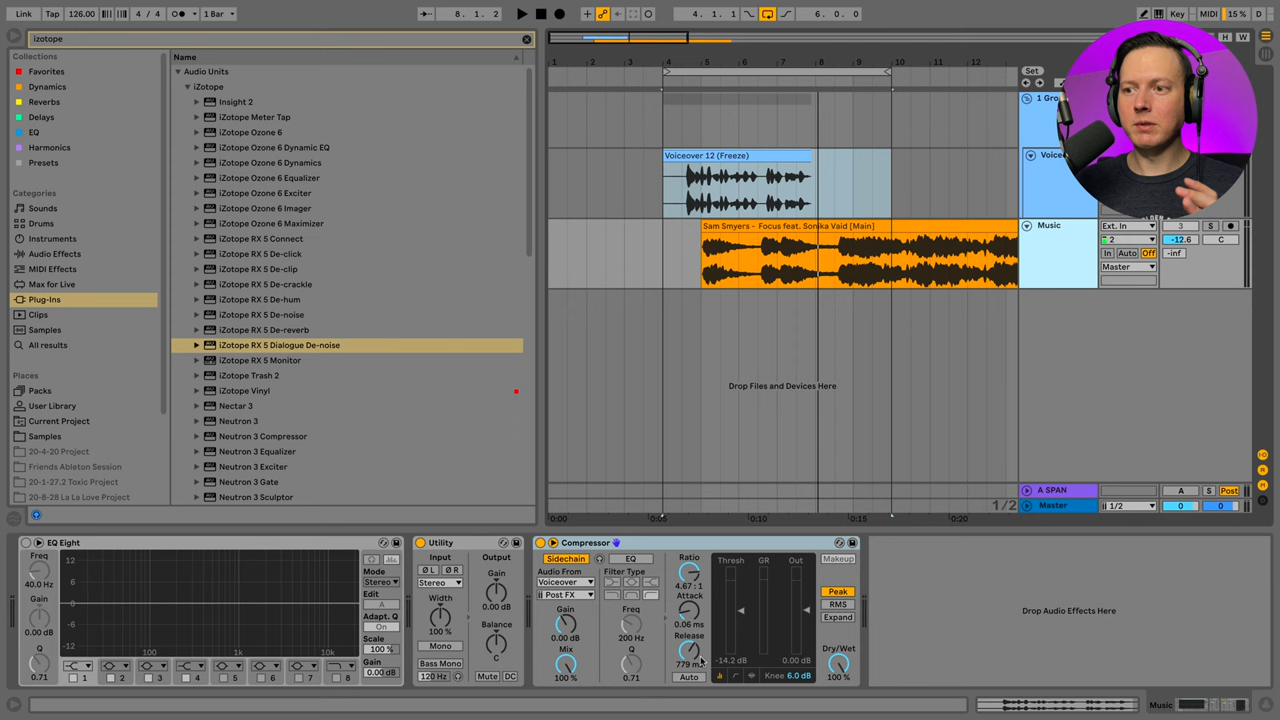 Link Tap 126.00 4 / 4 1 Bar 8. 1. 2 4. 1. 1 6. 0. 0 Key MIDI 15 % D
izotope H W
Collections
Favorites
Dynamics
Reverbs
Delays
EQ
Harmonics
Presets
Categories
Sounds
Drums
Instruments
Audio Effects
MIDI Effects
Max for Live
Plug-Ins
Clips
Samples
All results
Places
Packs
User Library
Current Project
Samples
20-4-20 Project
Friends Ableton Session
20-1-27.2 Toxic Project
20-8-28 La La Love Project
Name
Audio Units
iZotope
Insight 2
iZotope Meter Tap
iZotope Ozone 6
iZotope Ozone 6 Dynamic EQ
iZotope Ozone 6 Dynamics
iZotope Ozone 6 Equalizer
iZotope Ozone 6 Exciter
iZotope Ozone 6 Imager
iZotope Ozone 6 Maximizer
iZotope RX 5 Connect
iZotope RX 5 De-click
iZotope RX 5 De-clip
iZotope RX 5 De-crackle
iZotope RX 5 De-hum
iZotope RX 5 De-noise
iZotope RX 5 De-reverb
iZotope RX 5 Dialogue De-noise
iZotope RX 5 Monitor
iZotope Trash 2
iZotope Vinyl
Nectar 3
Neutron 3
Neutron 3 Compressor
Neutron 3 Equalizer
Neutron 3 Exciter
Neutron 3 Gate
Neutron 3 Sculptor
1 2 3 4 5 6 7 8 9 10 11 12
Set
1 Gro
Voiceover 12 (Freeze)
Voice
Sam Smyers - Focus feat. Sonika Vaid [Main]
Music Ext. In 3 S
2 -12.6 C
In Auto Off -inf
Master
Drop Files and Devices Here
A SPAN A S Post
1/2 Master 1/2 0 0
0:00 0:05 0:10 0:15 0:20
EQ Eight
Freq
40.0 Hz
Gain
0.00 dB
Q
0.71
12
6
0
-6
-12
100 1k 10k
1 2 3 4 5 6 7 8
Mode
Stereo
Edit
A
Adapt. Q
On
Scale
100 %
Gain
0.00 dB
Utility
Input Output
Ø L Ø R Gain
Stereo
Width 0.00 dB
Balance
100 %
Mono
Bass Mono C
120 Hz Mute DC
Compressor
Sidechain EQ
Audio From Filter Type
Voiceover
Post FX
Gain Freq
0.00 dB 200 Hz
Mix Q
100 % 0.71
Ratio
4.67 : 1
Attack
0.06 ms
Release
779 m
Auto
Thresh GR Out
-14.2 dB 0.00 dB
Knee 6.0 dB
Makeup
Peak
RMS
Expand
Dry/Wet
100 %
Drop Audio Effects Here
Music